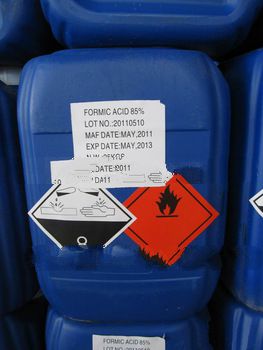 FORMIC ACID 85%
LOT NO.:20110510
MAF DATE:MAY,2011
EXP DATE:MAY,2013
DATE:2011
FORMIC ACID 85%